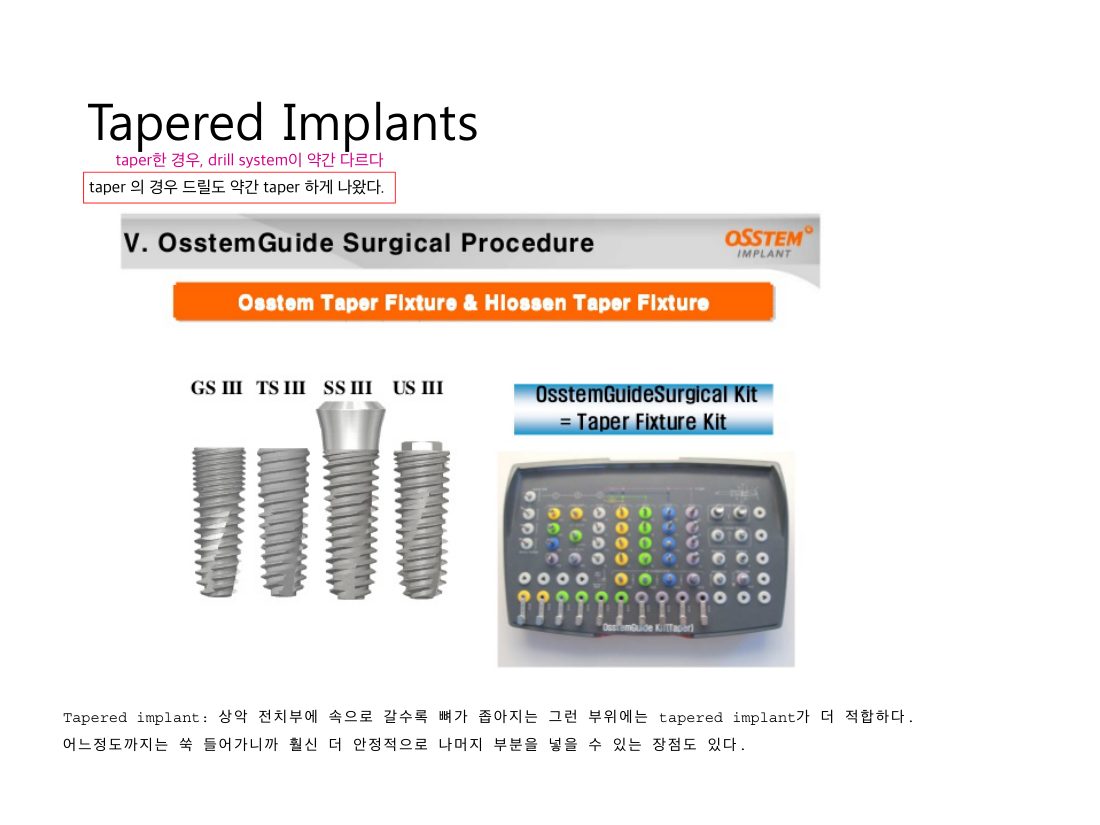 Tapered Implants
taper한 경우, drill system이 약간 다르다
taper 의 경우 드릴도 약간 taper 하게 나왔다.
V. OsstemGuide Surgical Procedure
OSSTEM
IMPLANT
Osstem Taper Fixture & Hiossen Taper Fixture
GS III TS III SS III US III
OsstemGuideSurgical Kit
= Taper Fixture Kit
OsstemGuide Kit(Taper)
Tapered implant: 상악 전치부에 속으로 갈수록 뼈가 좁아지는 그런 부위에는 tapered implant가 더 적합하다.
어느정도까지는 쑥 들어가니까 훨신 더 안정적으로 나머지 부분을 넣을 수 있는 장점도 있다.